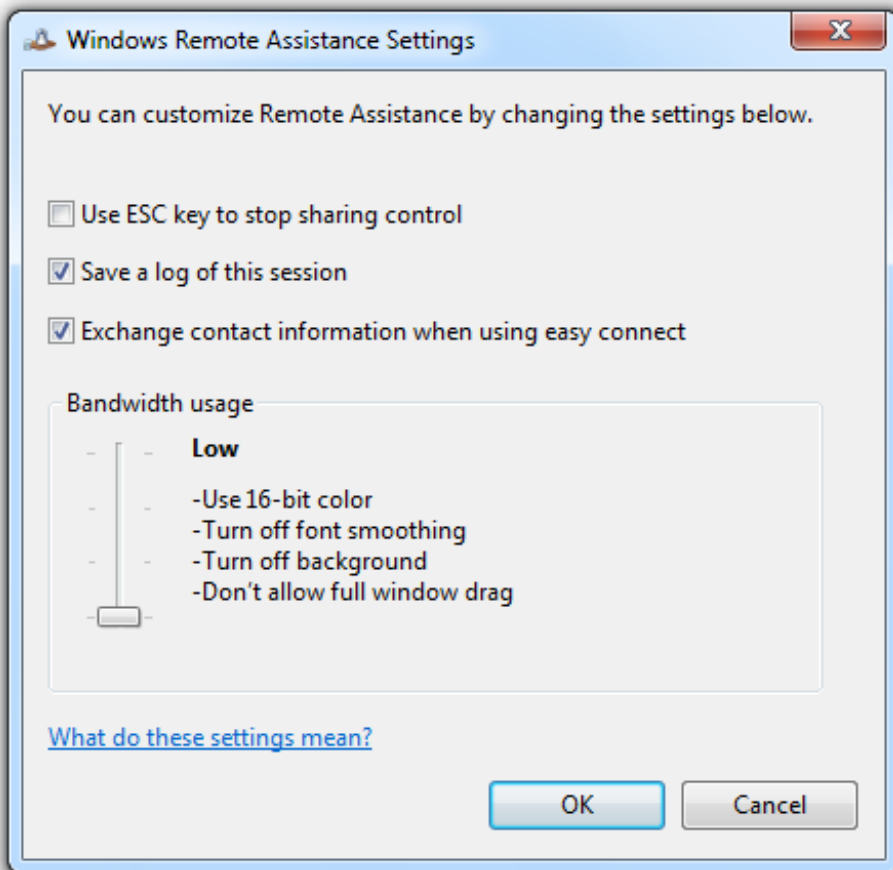 Windows Remote Assistance Settings
You can customize Remote Assistance by changing the settings below.
Use ESC key to stop sharing control
Save a log of this session
Exchange contact information when using easy connect
Bandwidth usage
Low
-Use 16-bit color
-Turn off font smoothing
-Turn off background
-Don't allow full window drag
What do these settings mean?
OK
Cancel